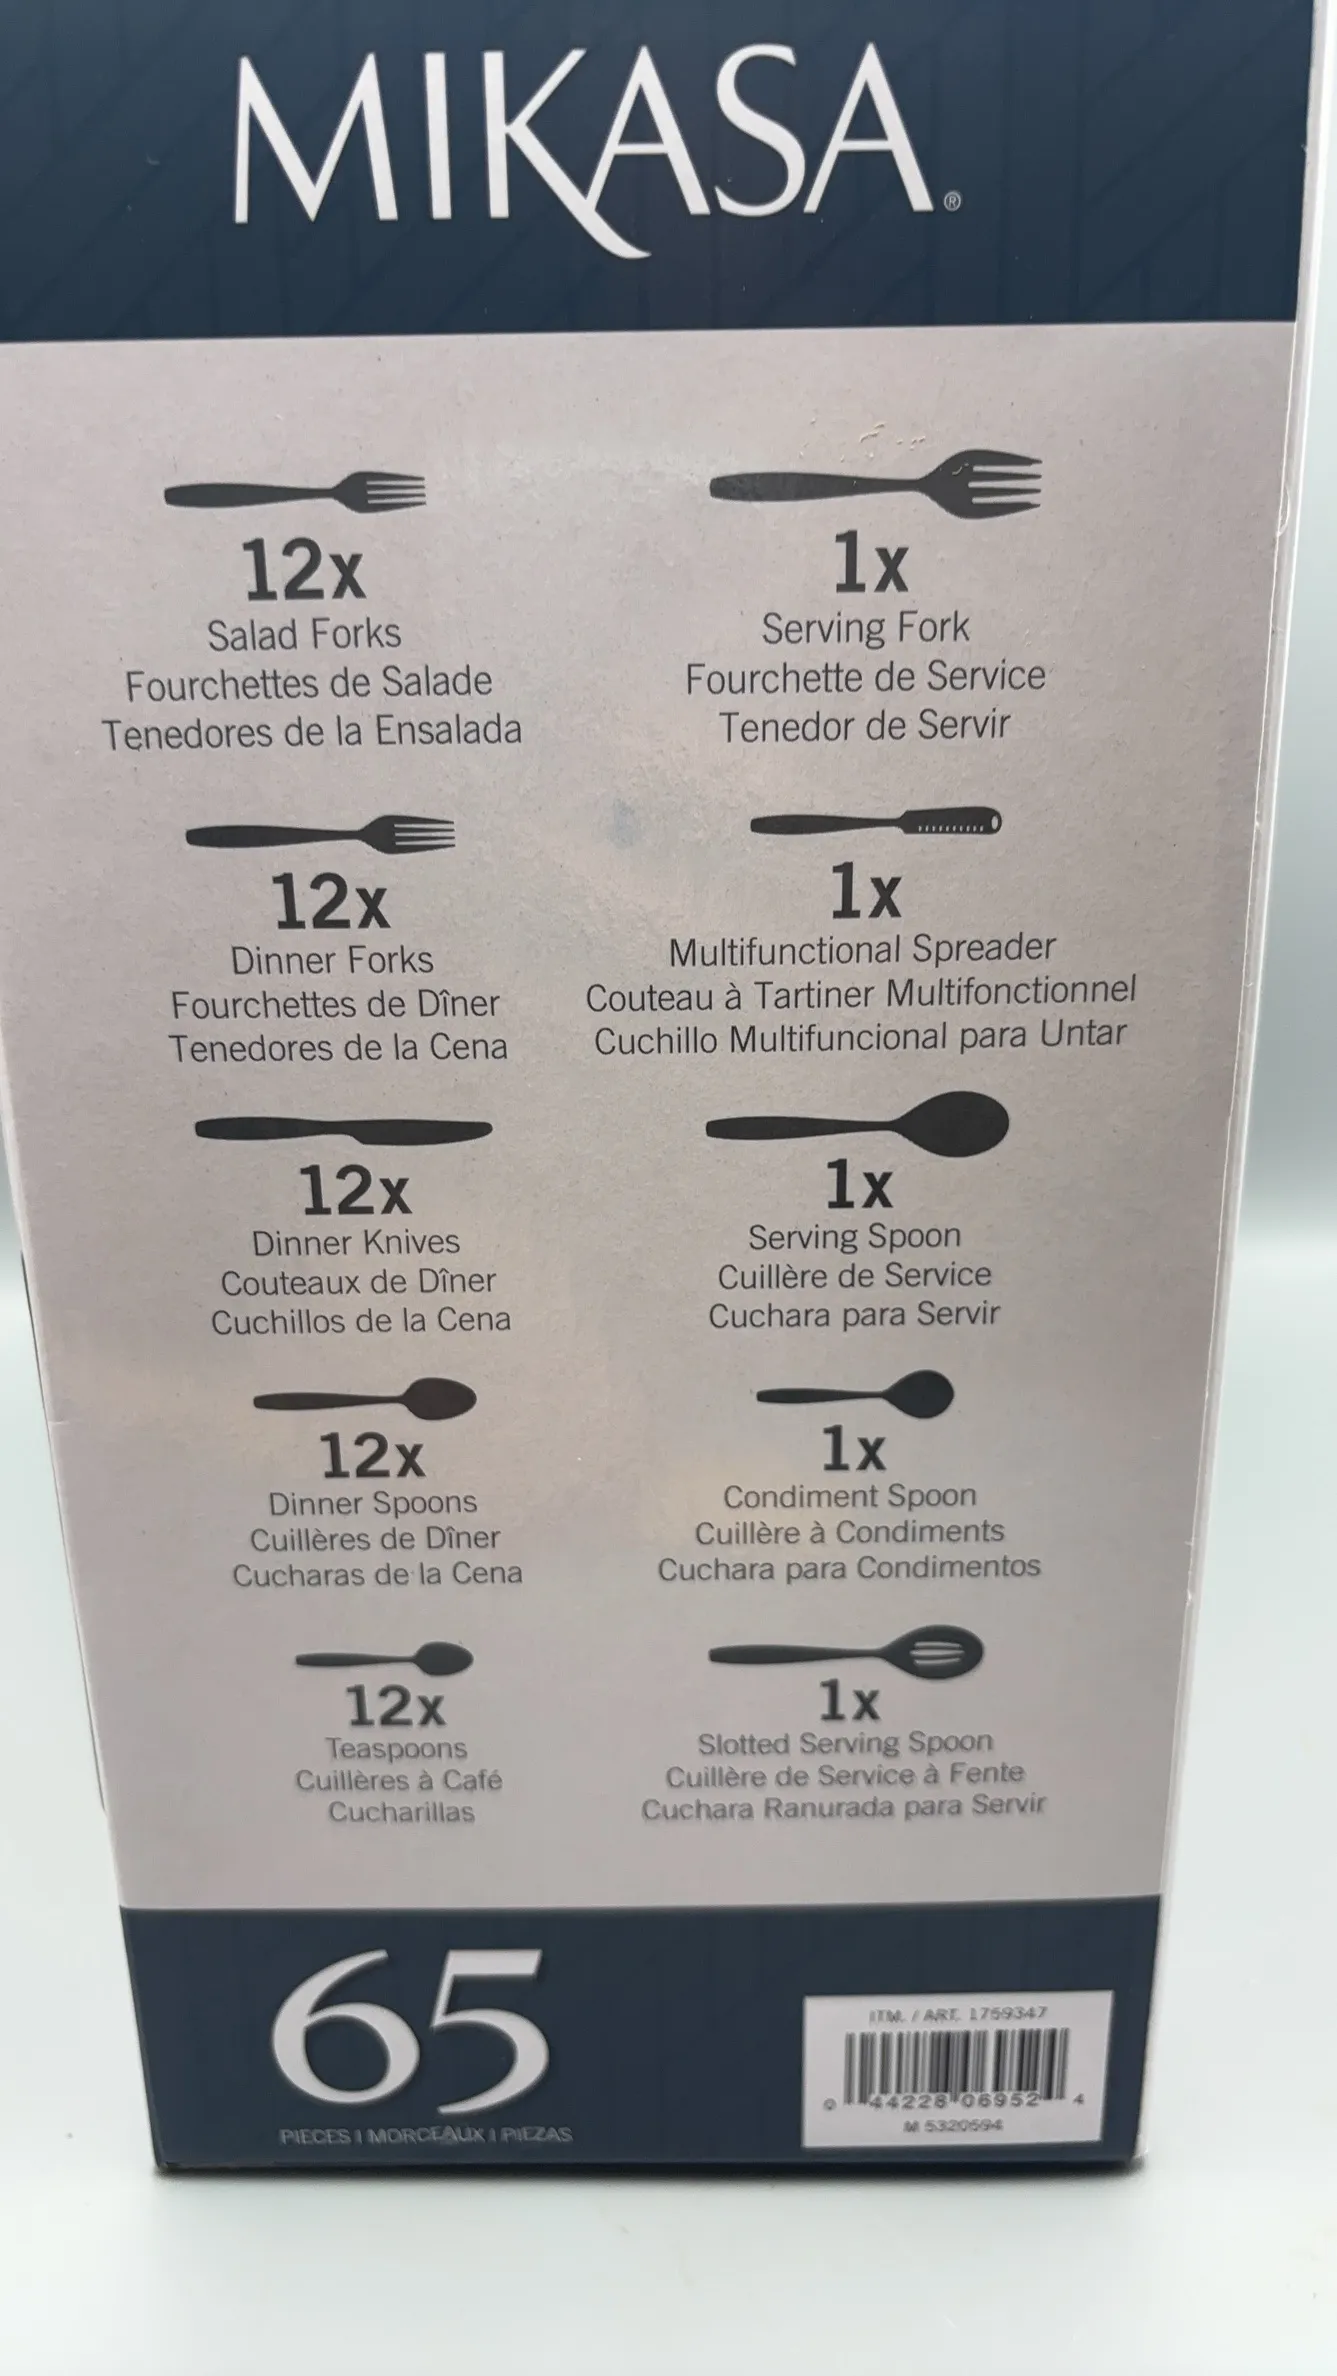 MIKASA®
12x
Salad Forks
Fourchettes de Salade
Tenedores de la Ensalada
1x
Serving Fork
Fourchette de Service
Tenedor de Servir
12x
Dinner Forks
Fourchettes de Dîner
Tenedores de la Cena
1x
Multifunctional Spreader
Couteau à Tartiner Multifonctionnel
Cuchillo Multifuncional para Untar
12x
Dinner Knives
Couteaux de Dîner
Cuchillos de la Cena
1x
Serving Spoon
Cuillère de Service
Cuchara para Servir
12x
Dinner Spoons
Cuillères de Dîner
Cucharas de la Cena
1x
Condiment Spoon
Cuillère à Condiments
Cuchara para Condimentos
12x
Teaspoons
Cuillères à Café
Cucharillas
1x
Slotted Serving Spoon
Cuillère de Service à Fente
Cuchara Ranurada para Servir
65
PIECES | MORCEAUX | PIEZAS
ITM. / ART. 1759347
0 44228 06952 4
M 5320594